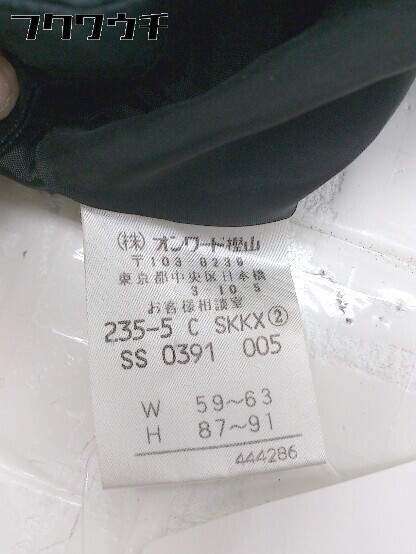 フクワウチ
㈱ オンワード樫山
〒103 8239
東京都中央区日本橋
3 10 5
お客様相談室
235-5 C SKKX②
SS 0391 005
W 59~63
H 87~91
444286